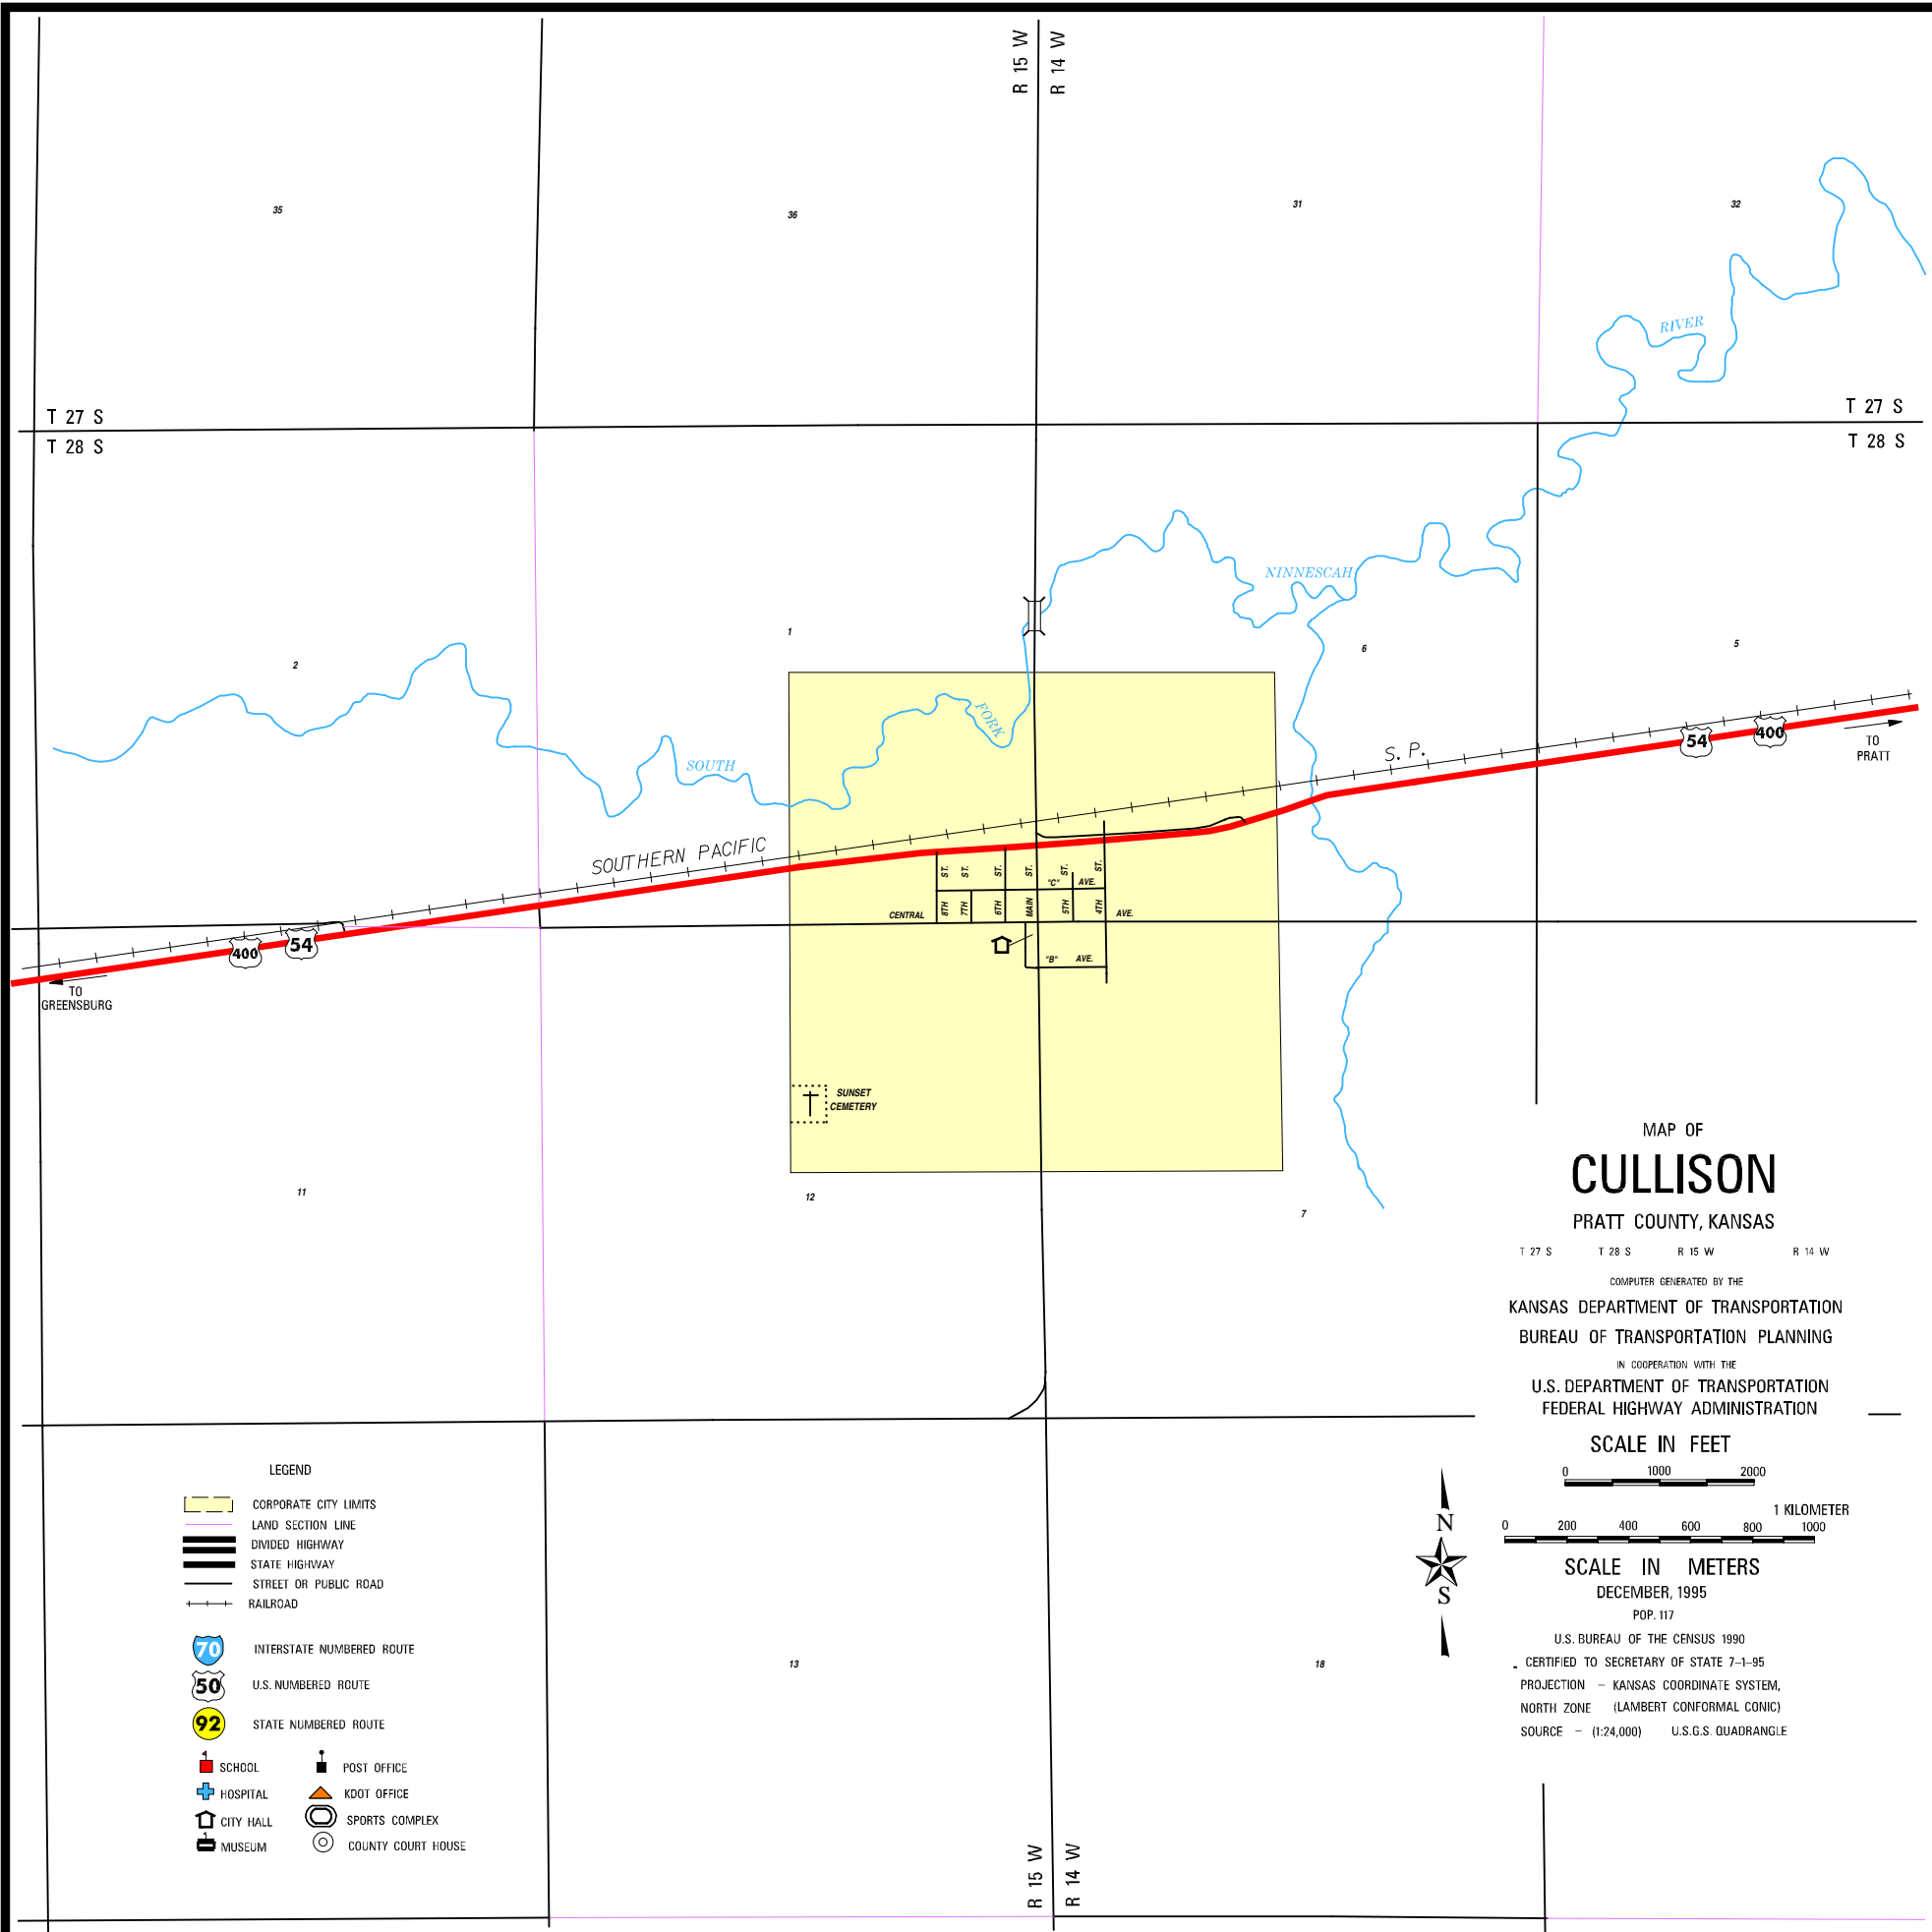 R 15 W
R 14 W
35
36
31
32
RIVER
T 27 S
T 28 S
T 27 S
T 28 S
NINNESCAH
1
2
6
5
FORK
SOUTH
S. P.
54
400
TO
PRATT
SOUTHERN PACIFIC
8TH ST.
7TH ST.
6TH ST.
MAIN ST.
5TH ST.
4TH ST.
"C" AVE.
CENTRAL AVE.
"B" AVE.
400
54
TO
GREENSBURG
SUNSET
CEMETERY
11
12
7
13
18
R 15 W
R 14 W
MAP OF
CULLISON
PRATT COUNTY, KANSAS
T 27 S T 28 S R 15 W R 14 W
COMPUTER GENERATED BY THE
KANSAS DEPARTMENT OF TRANSPORTATION
BUREAU OF TRANSPORTATION PLANNING
IN COOPERATION WITH THE
U.S. DEPARTMENT OF TRANSPORTATION
FEDERAL HIGHWAY ADMINISTRATION
SCALE IN FEET
0 1000 2000
1 KILOMETER
0 200 400 600 800 1000
SCALE IN METERS
DECEMBER, 1995
POP. 117
U.S. BUREAU OF THE CENSUS 1990
CERTIFIED TO SECRETARY OF STATE 7-1-95
PROJECTION – KANSAS COORDINATE SYSTEM,
NORTH ZONE (LAMBERT CONFORMAL CONIC)
SOURCE – (1:24,000) U.S.G.S. QUADRANGLE
N
S
LEGEND
CORPORATE CITY LIMITS
LAND SECTION LINE
DIVIDED HIGHWAY
STATE HIGHWAY
STREET OR PUBLIC ROAD
RAILROAD
70 INTERSTATE NUMBERED ROUTE
50 U.S. NUMBERED ROUTE
92 STATE NUMBERED ROUTE
SCHOOL POST OFFICE
HOSPITAL KDOT OFFICE
CITY HALL SPORTS COMPLEX
MUSEUM COUNTY COURT HOUSE